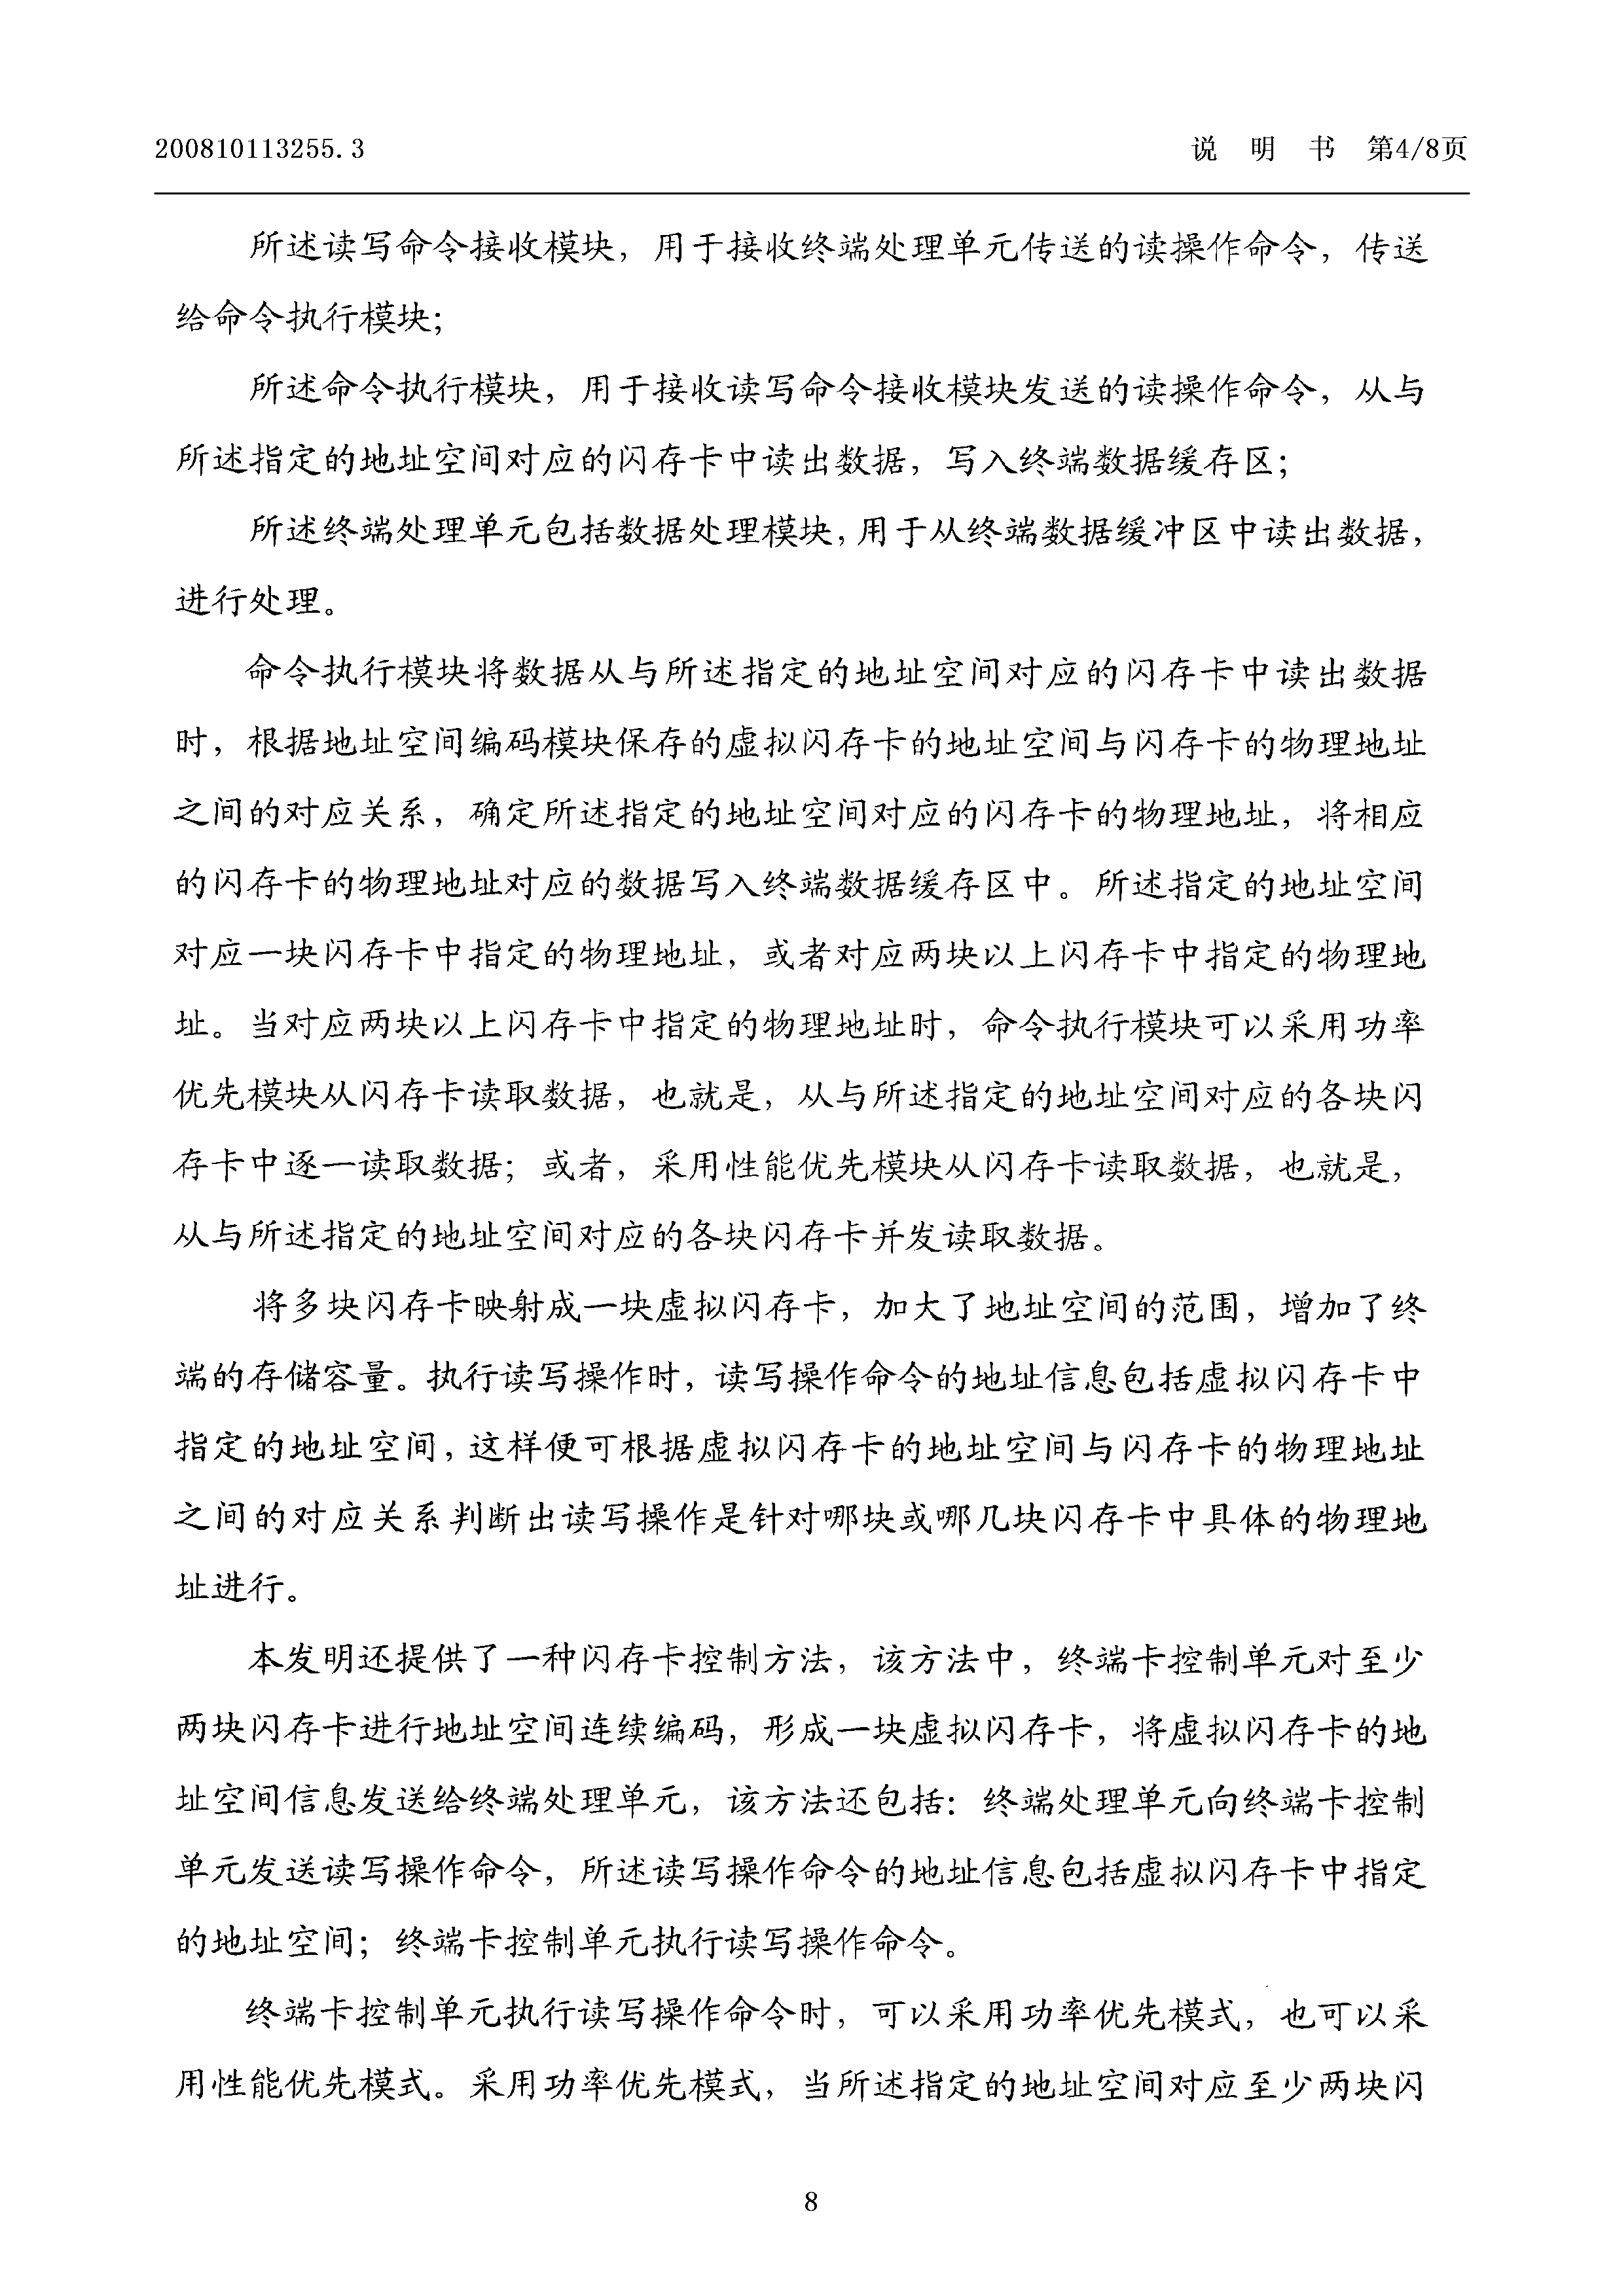 200810113255.3
说 明 书 第4/8页
所述读写命令接收模块，用于接收终端处理单元传送的读操作命令，传送
给命令执行模块；
所述命令执行模块，用于接收读写命令接收模块发送的读操作命令，从与
所述指定的地址空间对应的闪存卡中读出数据，写入终端数据缓存区；
所述终端处理单元包括数据处理模块，用于从终端数据缓冲区中读出数据，
进行处理。
命令执行模块将数据从与所述指定的地址空间对应的闪存卡中读出数据
时，根据地址空间编码模块保存的虚拟闪存卡的地址空间与闪存卡的物理地址
之间的对应关系，确定所述指定的地址空间对应的闪存卡的物理地址，将相应
的闪存卡的物理地址对应的数据写入终端数据缓存区中。所述指定的地址空间
对应一块闪存卡中指定的物理地址，或者对应两块以上闪存卡中指定的物理地
址。当对应两块以上闪存卡中指定的物理地址时，命令执行模块可以采用功率
优先模块从闪存卡读取数据，也就是，从与所述指定的地址空间对应的各块闪
存卡中逐一读取数据；或者，采用性能优先模块从闪存卡读取数据，也就是，
从与所述指定的地址空间对应的各块闪存卡并发读取数据。
将多块闪存卡映射成一块虚拟闪存卡，加大了地址空间的范围，增加了终
端的存储容量。执行读写操作时，读写操作命令的地址信息包括虚拟闪存卡中
指定的地址空间，这样便可根据虚拟闪存卡的地址空间与闪存卡的物理地址
之间的对应关系判断出读写操作是针对哪块或哪几块闪存卡中具体的物理地
址进行。
本发明还提供了一种闪存卡控制方法，该方法中，终端卡控制单元对至少
两块闪存卡进行地址空间连续编码，形成一块虚拟闪存卡，将虚拟闪存卡的地
址空间信息发送给终端处理单元，该方法还包括：终端处理单元向终端卡控制
单元发送读写操作命令，所述读写操作命令的地址信息包括虚拟闪存卡中指定
的地址空间；终端卡控制单元执行读写操作命令。
终端卡控制单元执行读写操作命令时，可以采用功率优先模式，也可以采
用性能优先模式。采用功率优先模式，当所述指定的地址空间对应至少两块闪
8